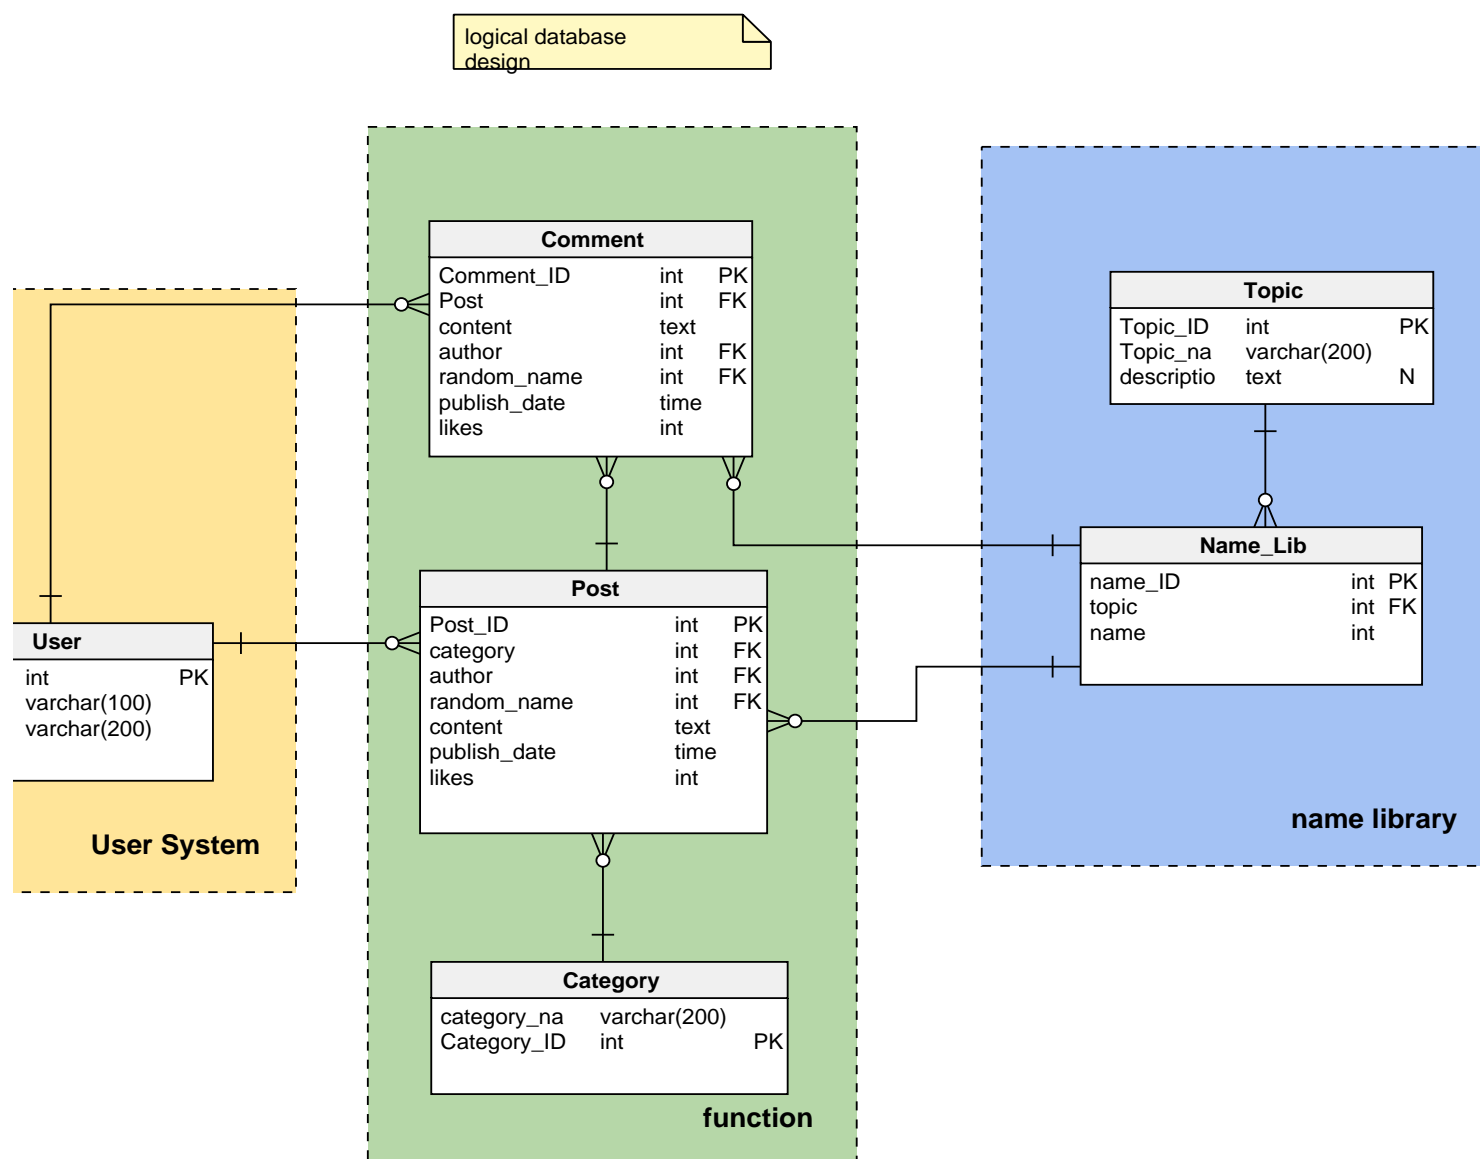 logical database
design
Comment
Comment_ID int PK
Post int FK
content text
author int FK
random_name int FK
publish_date time
likes int
Topic
Topic_ID int PK
Topic_na varchar(200)
descriptio text N
Name_Lib
name_ID int PK
topic int FK
name int
Post
Post_ID int PK
category int FK
author int FK
random_name int FK
content text
publish_date time
likes int
User
int PK
varchar(100)
varchar(200)
User System
name library
Category
category_na varchar(200)
Category_ID int PK
function